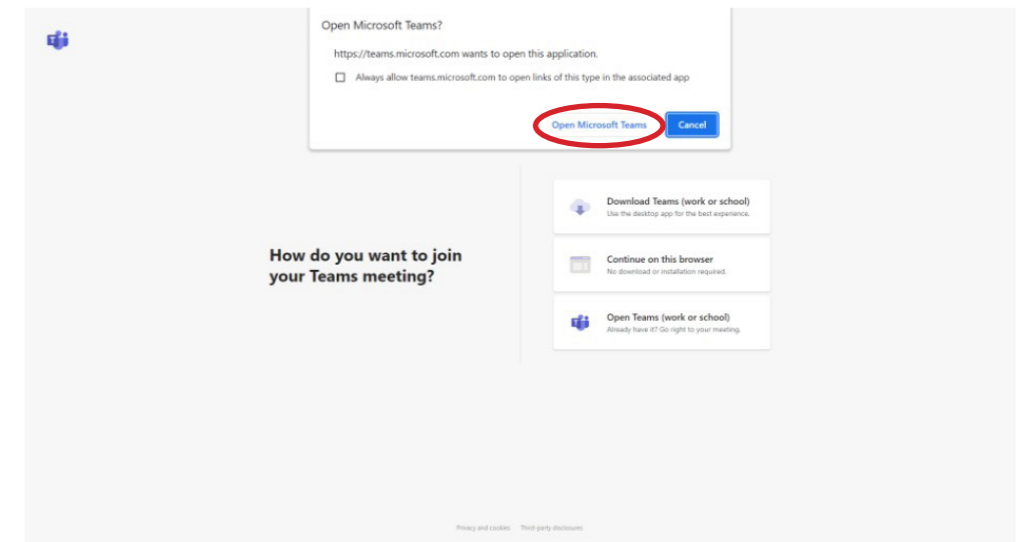 Open Microsoft Teams?
https://teams.microsoft.com wants to open this application.
Always allow teams.microsoft.com to open links of this type in the associated app
Open Microsoft Teams
Cancel
How do you want to join
your Teams meeting?
Download Teams (work or school)
Use the desktop app for the best experience.
Continue on this browser
No download or installation required.
Open Teams (work or school)
Already have it? Go right to your meeting.
Privacy and cookies
Third-party disclosures